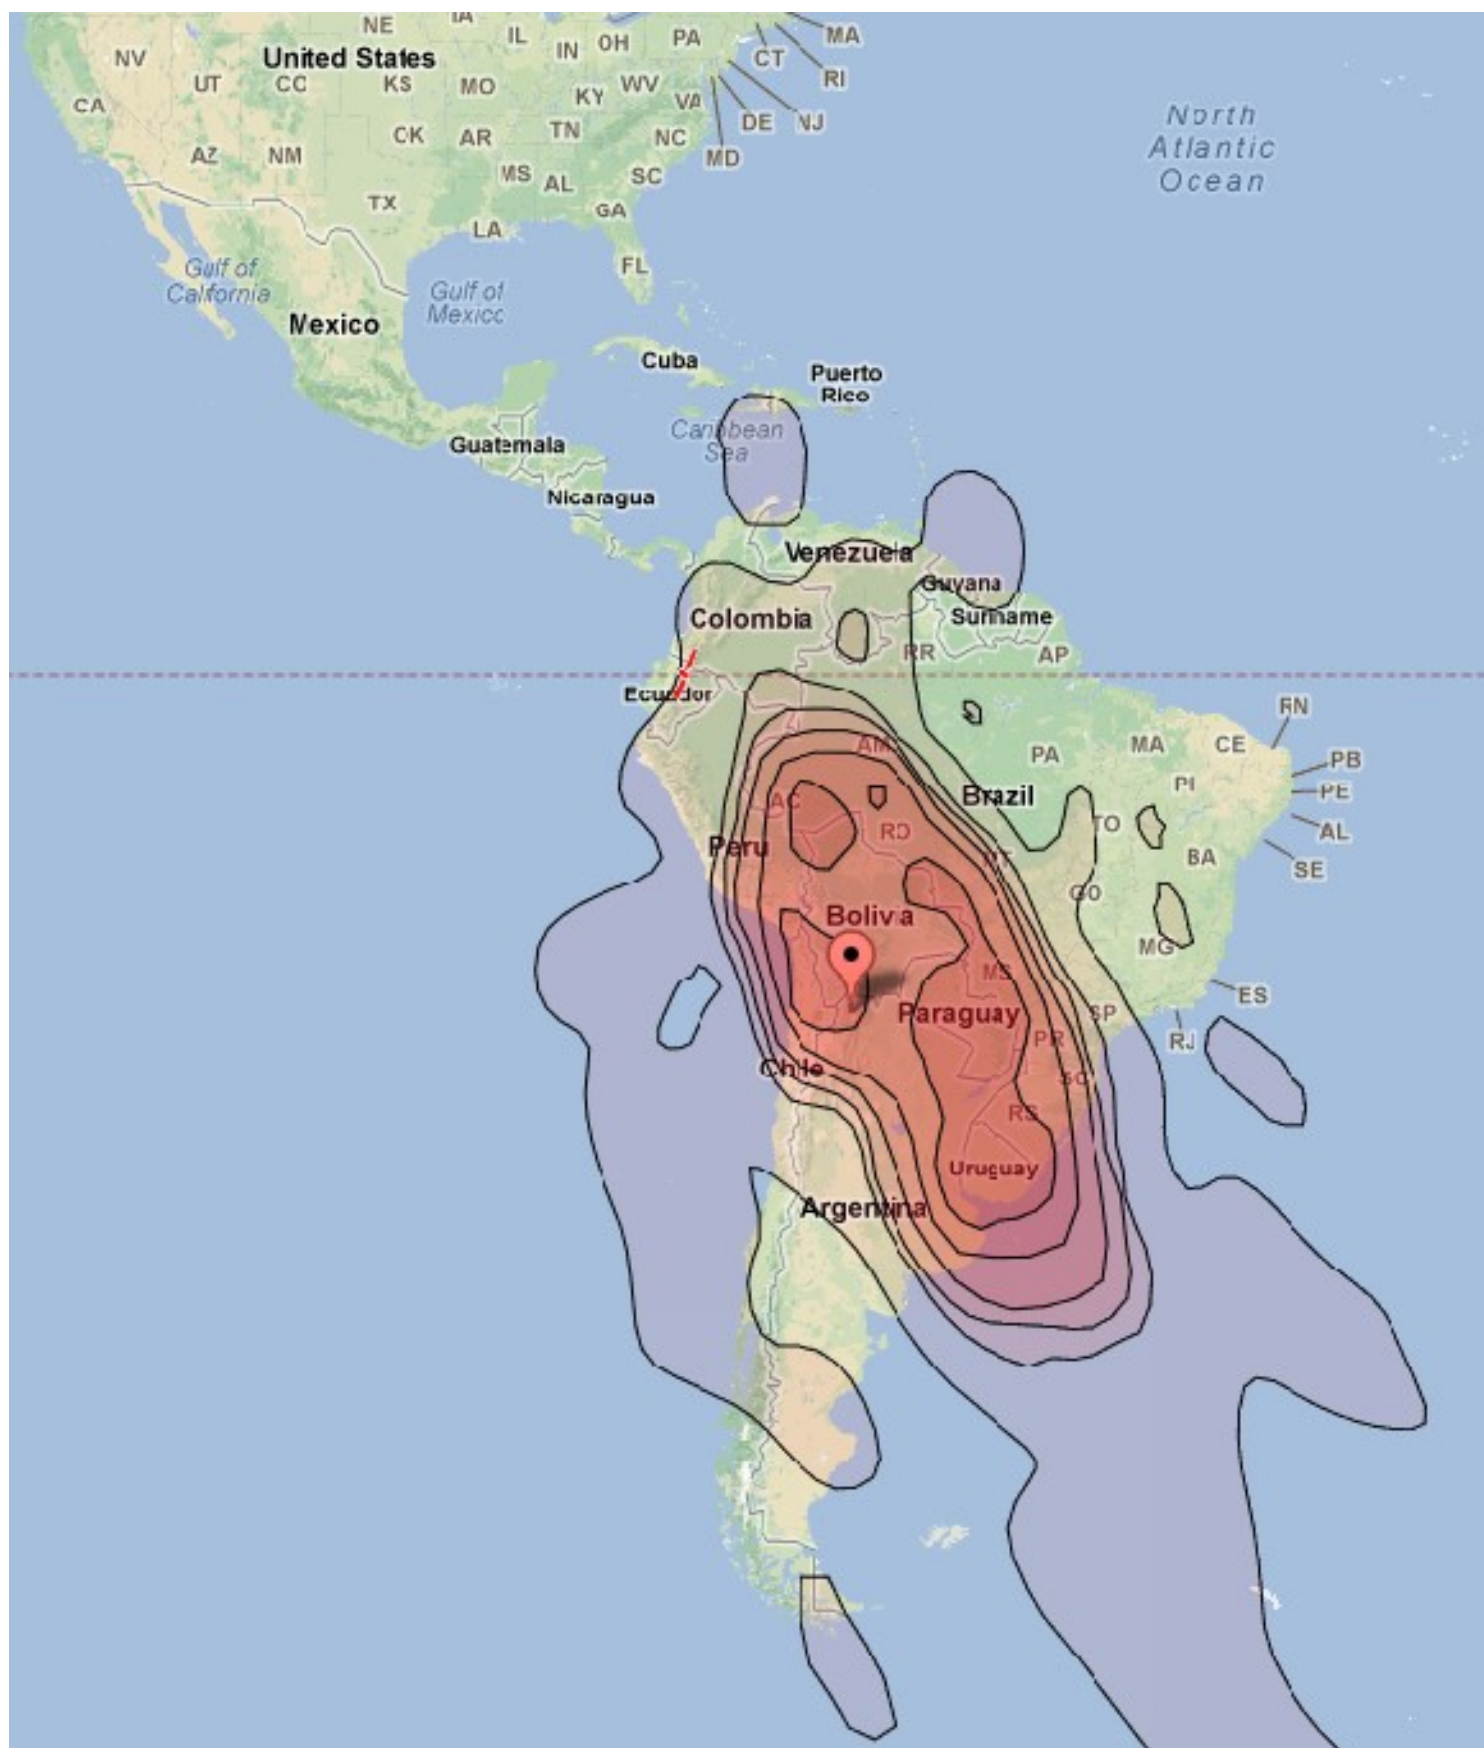 NE
IA
IL
IN
OH
PA
MA
CT
RI
NV
United States
UT
CC
KS
MO
KY
WV
VA
CA
DE
NJ
AZ
NM
CK
AR
TN
NC
MD
MS
AL
SC
TX
GA
LA
FL
North
Atlantic
Ocean
Gulf of
California
Gulf of
Mexico
Mexico
Cuba
Puerto
Rico
Caribbean
Sea
Guatemala
Nicaragua
Venezuela
Guyana
Colombia
Suriname
RR
AP
Ecuador
RN
AM
PA
MA
CE
PB
PI
PE
AC
Brazil
TO
AL
RO
Peru
MT
BA
SE
GO
Bolivia
MG
MS
ES
Paraguay
SP
PR
RJ
Chile
SC
RS
Uruguay
Argentina